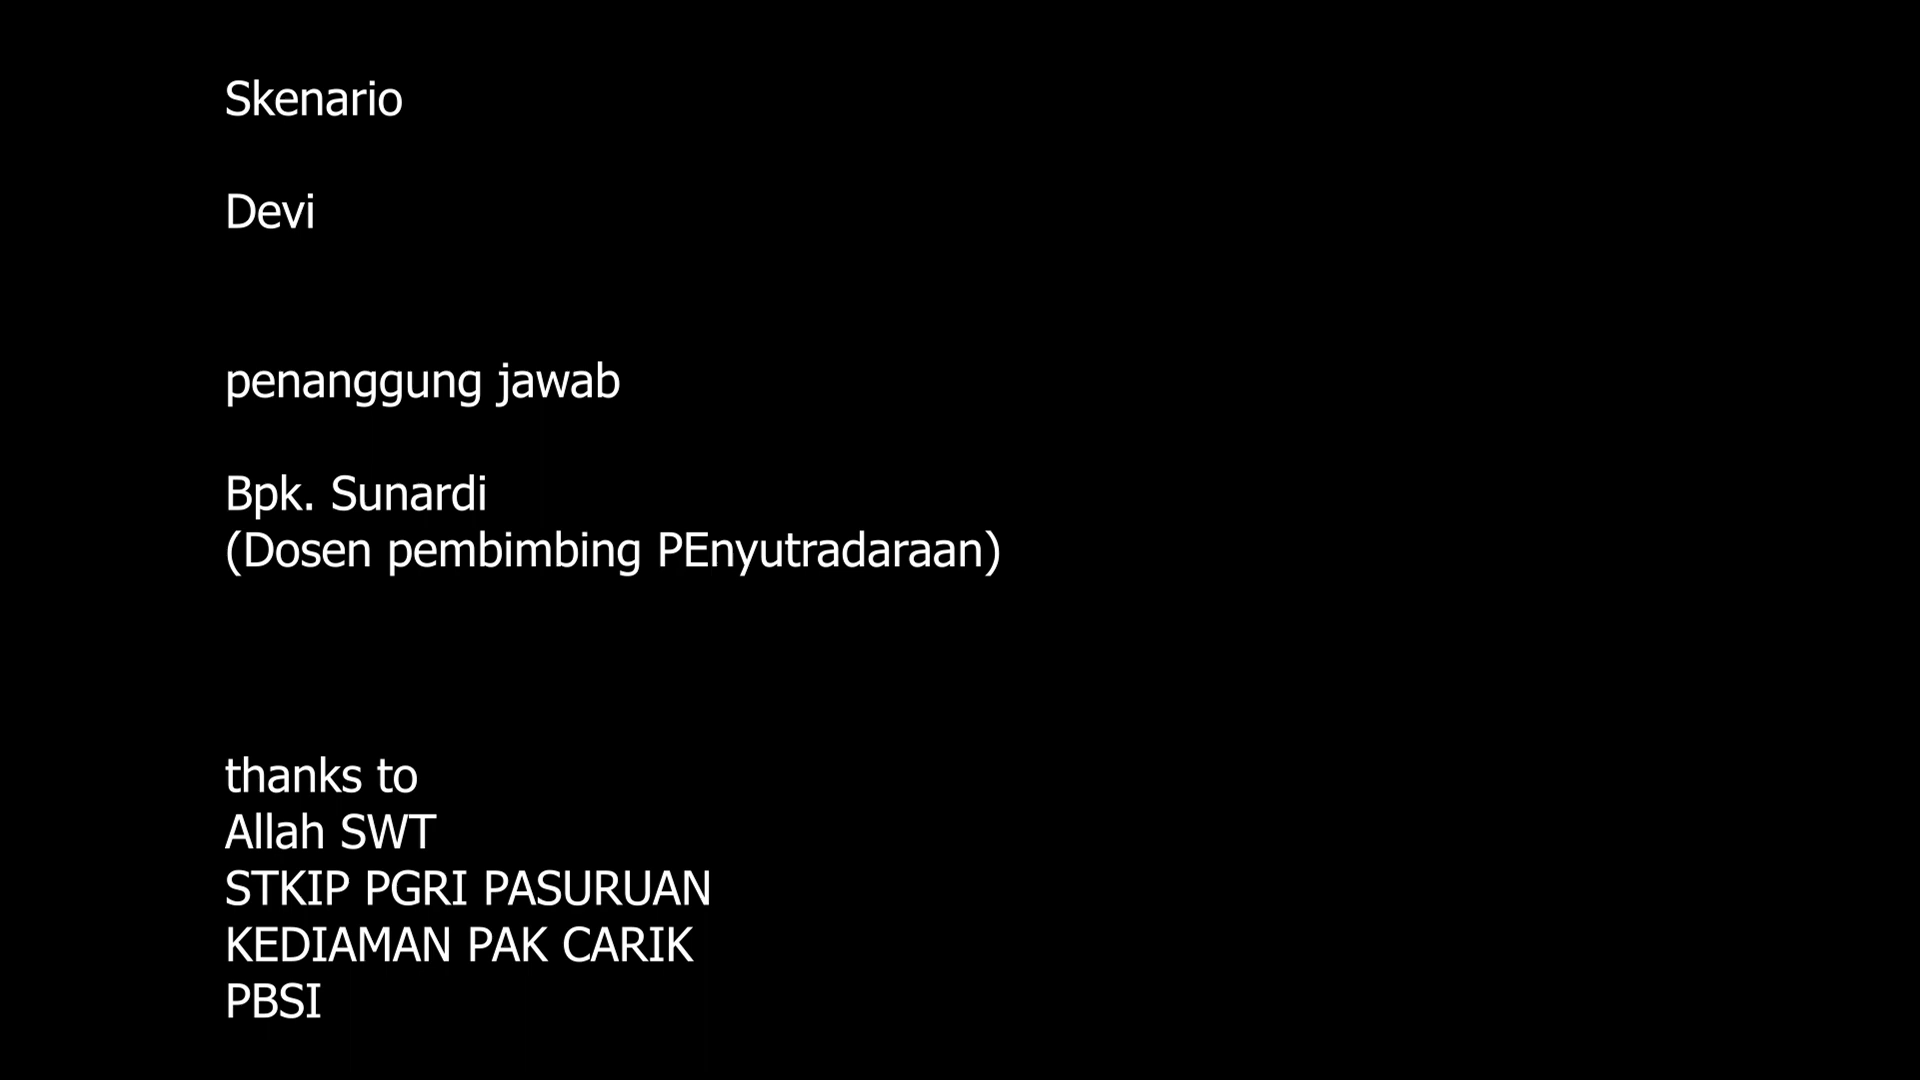 Skenario
Devi
penanggung jawab
Bpk. Sunardi
(Dosen pembimbing PEnyutradaraan)
thanks to
Allah SWT
STKIP PGRI PASURUAN
KEDIAMAN PAK CARIK
PBSI